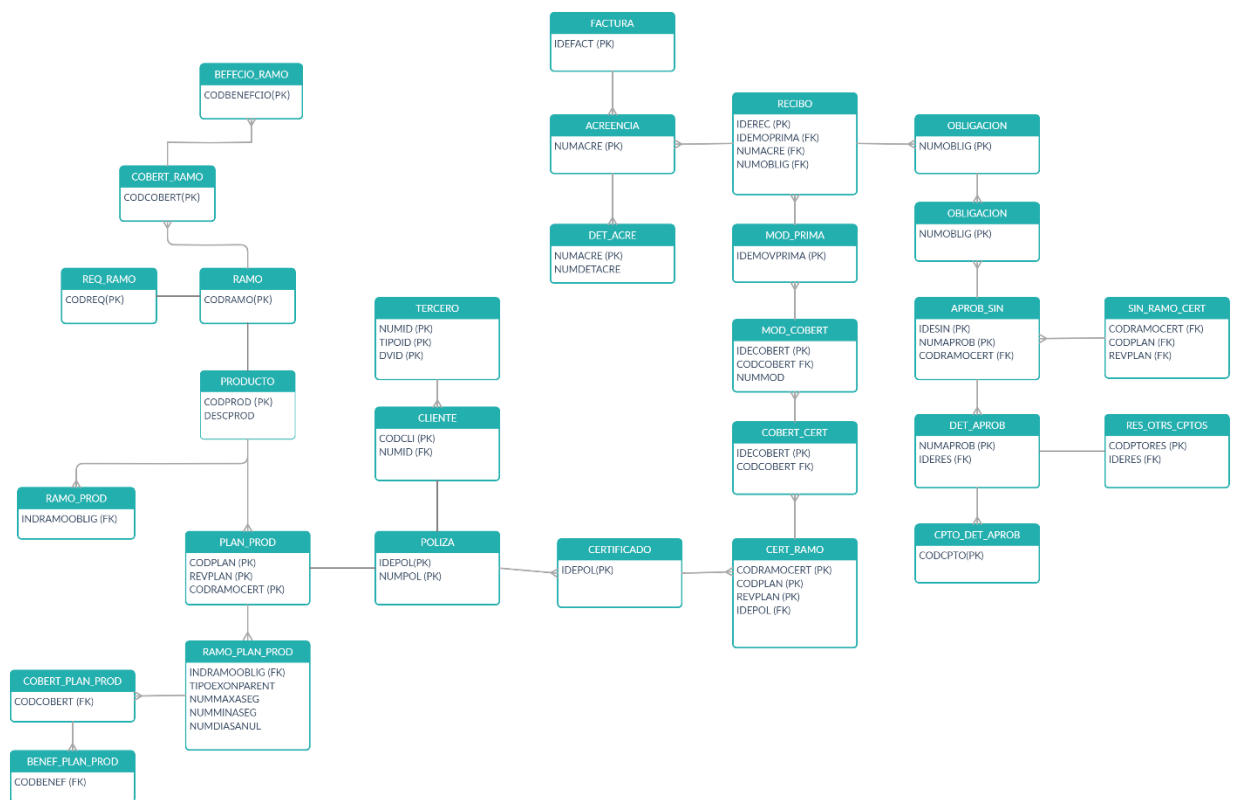 FACTURA
IDEFACT (PK)
BEFECIO_RAMO
CODBENEFCIO(PK)
RECIBO
IDEREC (PK)
IDEMOPRIMA (FK)
NUMACRE (FK)
NUMOBLIG (FK)
ACREENCIA
NUMACRE (PK)
OBLIGACION
NUMOBLIG (PK)
COBERT_RAMO
CODCOBERT(PK)
OBLIGACION
NUMOBLIG (PK)
DET_ACRE
NUMACRE (PK)
NUMDETACRE
MOD_PRIMA
IDEMOVPRIMA (PK)
REQ_RAMO
CODREQ(PK)
RAMO
CODRAMO(PK)
TERCERO
NUMID (PK)
TIPOID (PK)
DVID (PK)
APROB_SIN
IDESIN (PK)
NUMAPROB (PK)
CODRAMOCERT (FK)
SIN_RAMO_CERT
CODRAMOCERT (FK)
CODPLAN (FK)
REVPLAN (FK)
MOD_COBERT
IDECOBERT (PK)
CODCOBERT FK)
NUMMOD
PRODUCTO
CODPROD (PK)
DESCPROD
CLIENTE
CODCLI (PK)
NUMID (FK)
COBERT_CERT
IDECOBERT (PK)
CODCOBERT FK)
DET_APROB
NUMAPROB (PK)
IDERES (FK)
RES_OTRS_CPTOS
CODPTORES (PK)
IDERES (FK)
RAMO_PROD
INDRAMOOBLIG (FK)
PLAN_PROD
CODPLAN (PK)
REVPLAN (PK)
CODRAMOCERT (PK)
POLIZA
IDEPOL(PK)
NUMPOL (PK)
CERTIFICADO
IDEPOL(PK)
CERT_RAMO
CODRAMOCERT (PK)
CODPLAN (PK)
REVPLAN (PK)
IDEPOL (FK)
CPTO_DET_APROB
CODCPTO(PK)
RAMO_PLAN_PROD
INDRAMOOBLIG (FK)
TIPOEXONPARENT
NUMMAXASEG
NUMMINASEG
NUMDIASANUL
COBERT_PLAN_PROD
CODCOBERT (FK)
BENEF_PLAN_PROD
CODBENEF (FK)